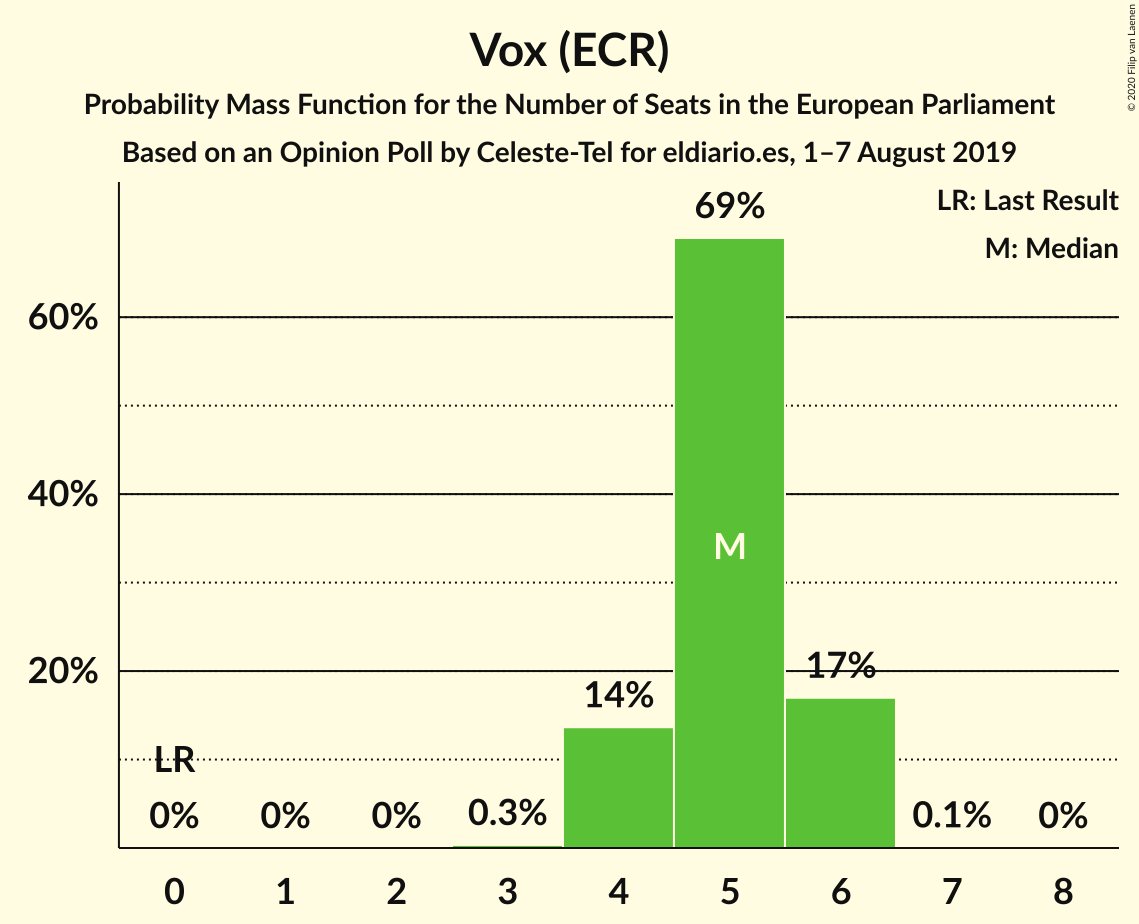 Vox (ECR)
Probability Mass Function for the Number of Seats in the European Parliament
Based on an Opinion Poll by Celeste-Tel for eldiario.es, 1–7 August 2019
© 2020 Filip van Laenen
LR: Last Result
M: Median
69%
60%
40%
M
20%
17%
14%
LR
0%
0%
0%
0.3%
0.1%
0%
0 1 2 3 4 5 6 7 8